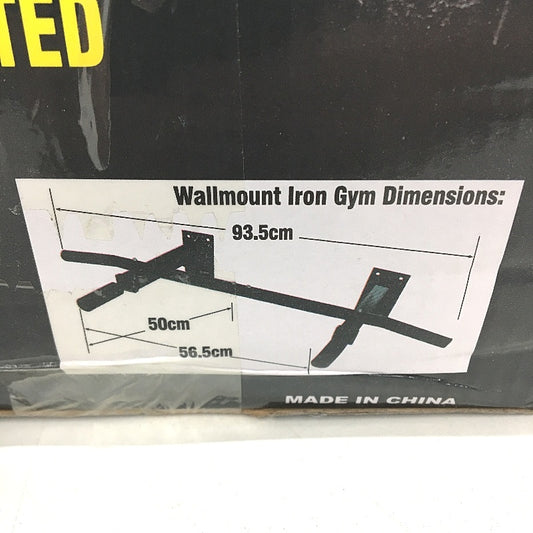 TED
Wallmount Iron Gym Dimensions:
93.5cm
50cm
56.5cm
MADE IN CHINA